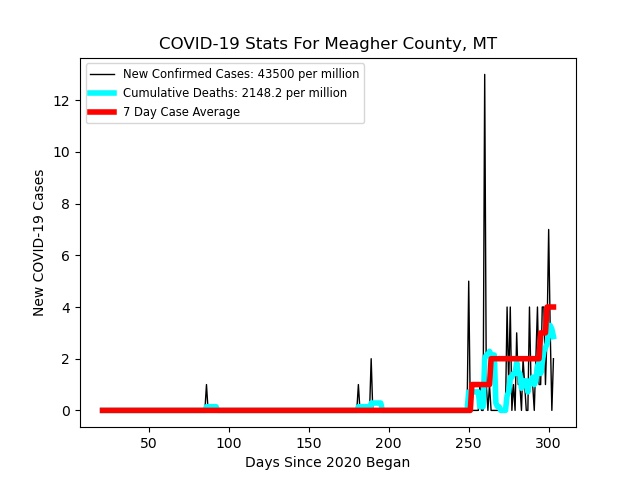 COVID-19 Stats For Meagher County, MT
New Confirmed Cases: 43500 per million
Cumulative Deaths: 2148.2 per million
7 Day Case Average
New COVID-19 Cases
12
10
8
6
4
2
0
50 100 150 200 250 300
Days Since 2020 Began